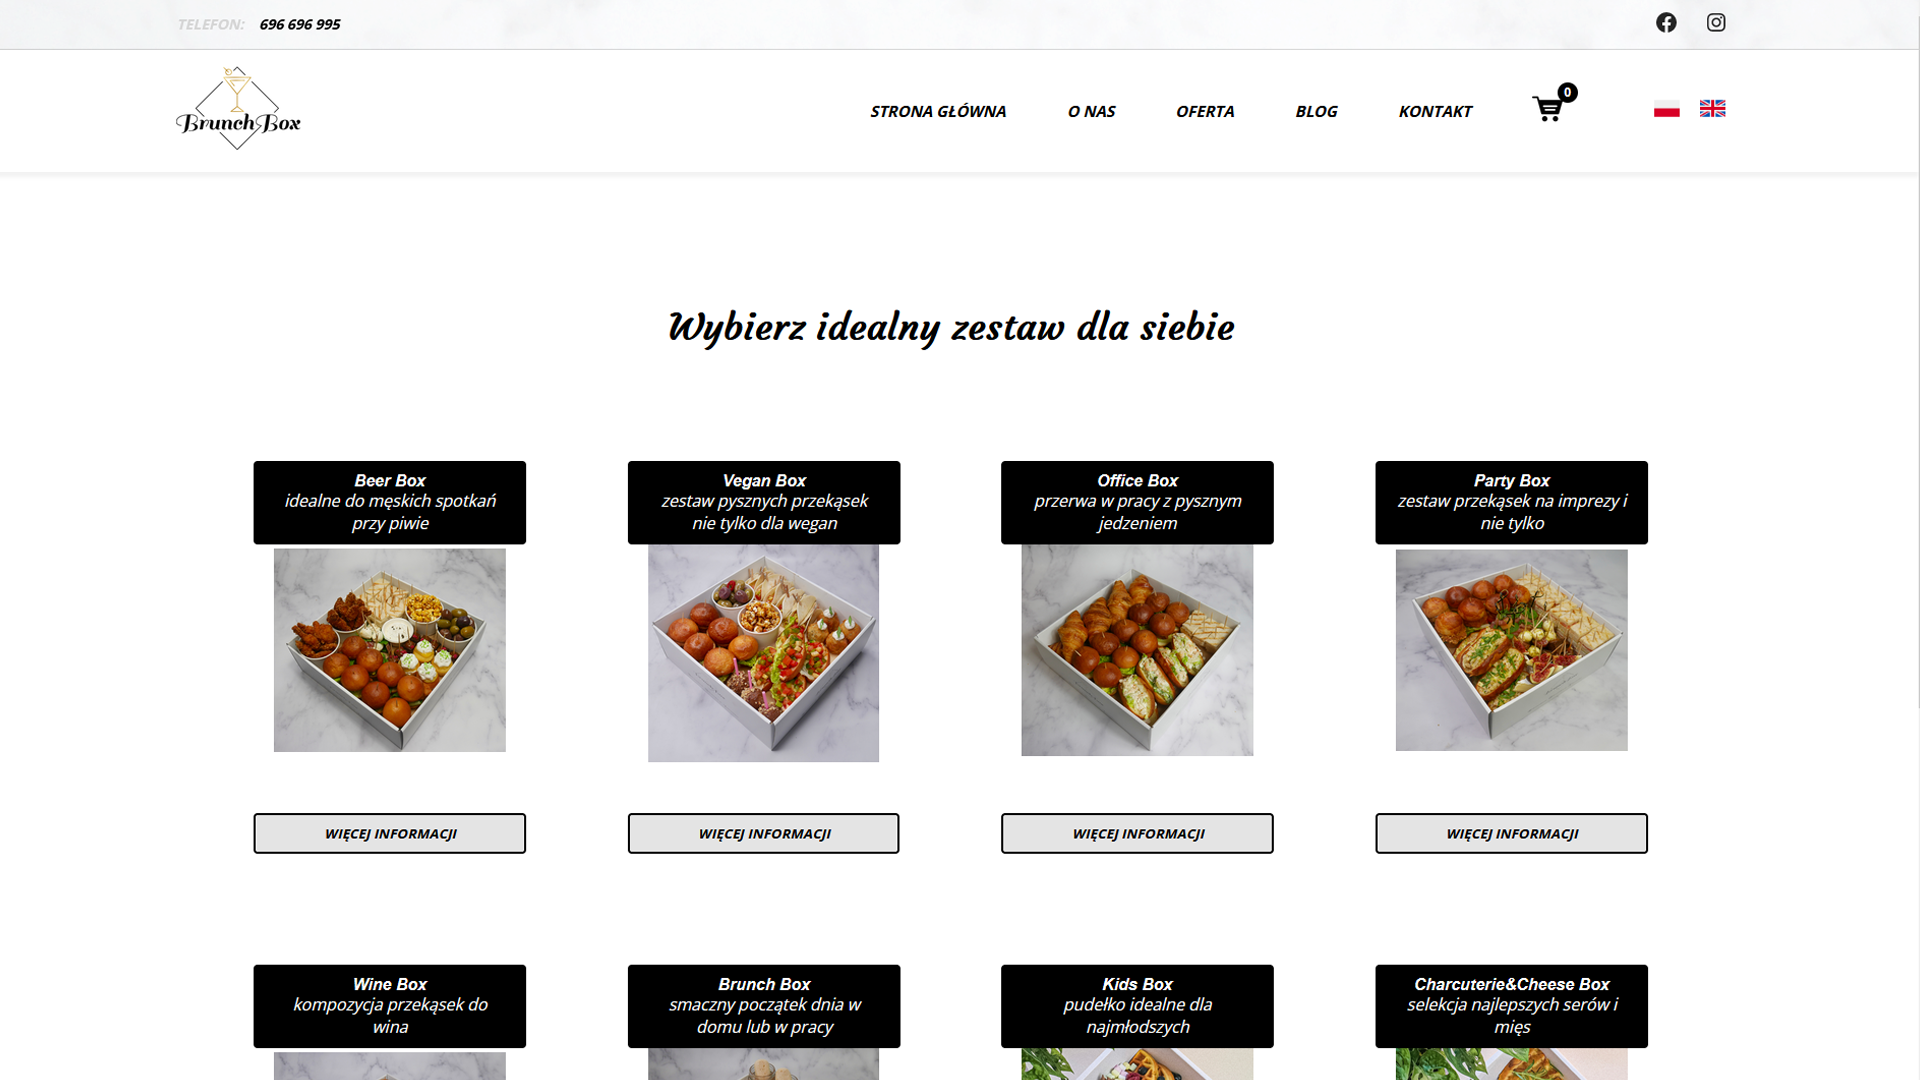 TELEFON: 696 696 995
BrunchBox
STRONA GŁÓWNA O NAS OFERTA BLOG KONTAKT 0
Wybierz idealny zestaw dla siebie
Beer Box
idealne do męskich spotkań
przy piwie
Vegan Box
zestaw pysznych przekąsek
nie tylko dla wegan
Office Box
przerwa w pracy z pysznym
jedzeniem
Party Box
zestaw przekąsek na imprezy i
nie tylko
WIĘCEJ INFORMACJI
WIĘCEJ INFORMACJI
WIĘCEJ INFORMACJI
WIĘCEJ INFORMACJI
Wine Box
kompozycja przekąsek do
wina
Brunch Box
smaczny początek dnia w
domu lub w pracy
Kids Box
pudełko idealne dla
najmłodszych
Charcuterie&Cheese Box
selekcja najlepszych serów i
mięs